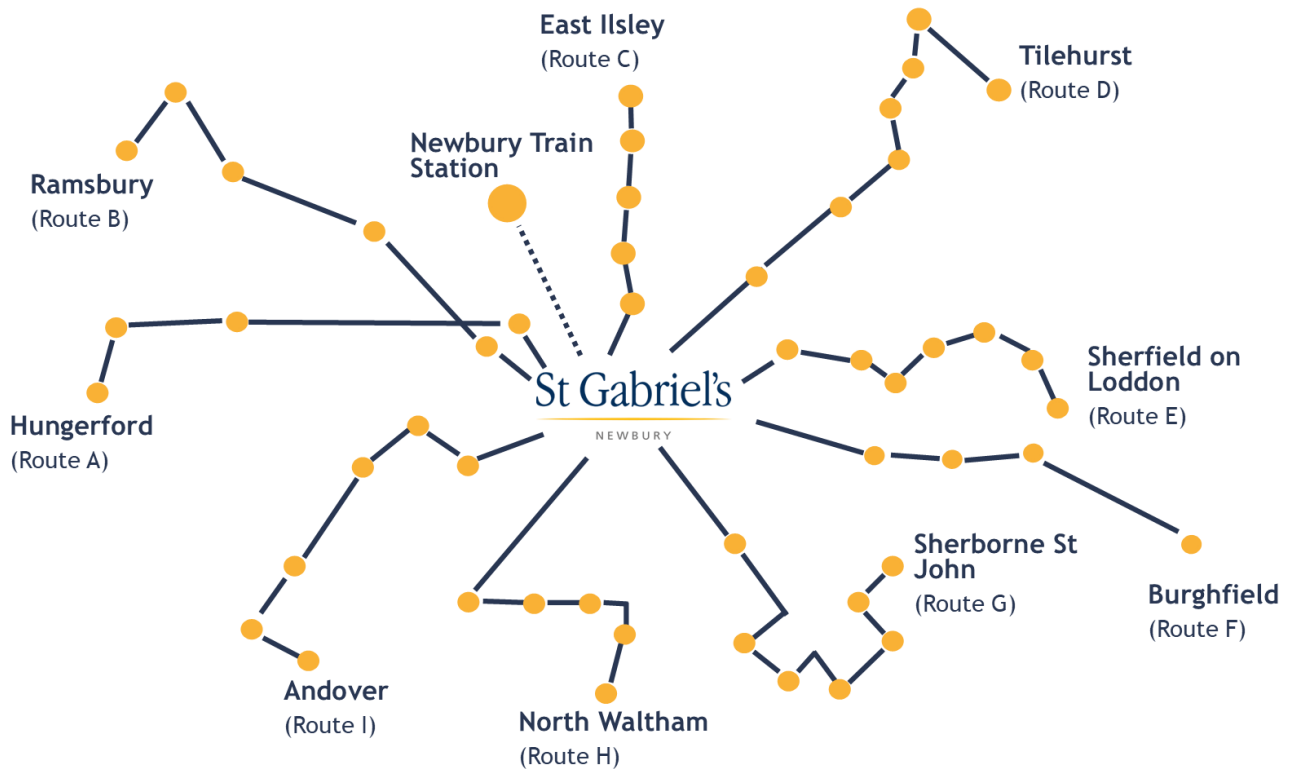 East Ilsley
(Route C)
Tilehurst
(Route D)
Newbury Train
Station
Ramsbury
(Route B)
Sherfield on
Loddon
(Route E)
St Gabriel's
NEWBURY
Hungerford
(Route A)
Sherborne St
John
(Route G)
Burghfield
(Route F)
Andover
(Route I)
North Waltham
(Route H)